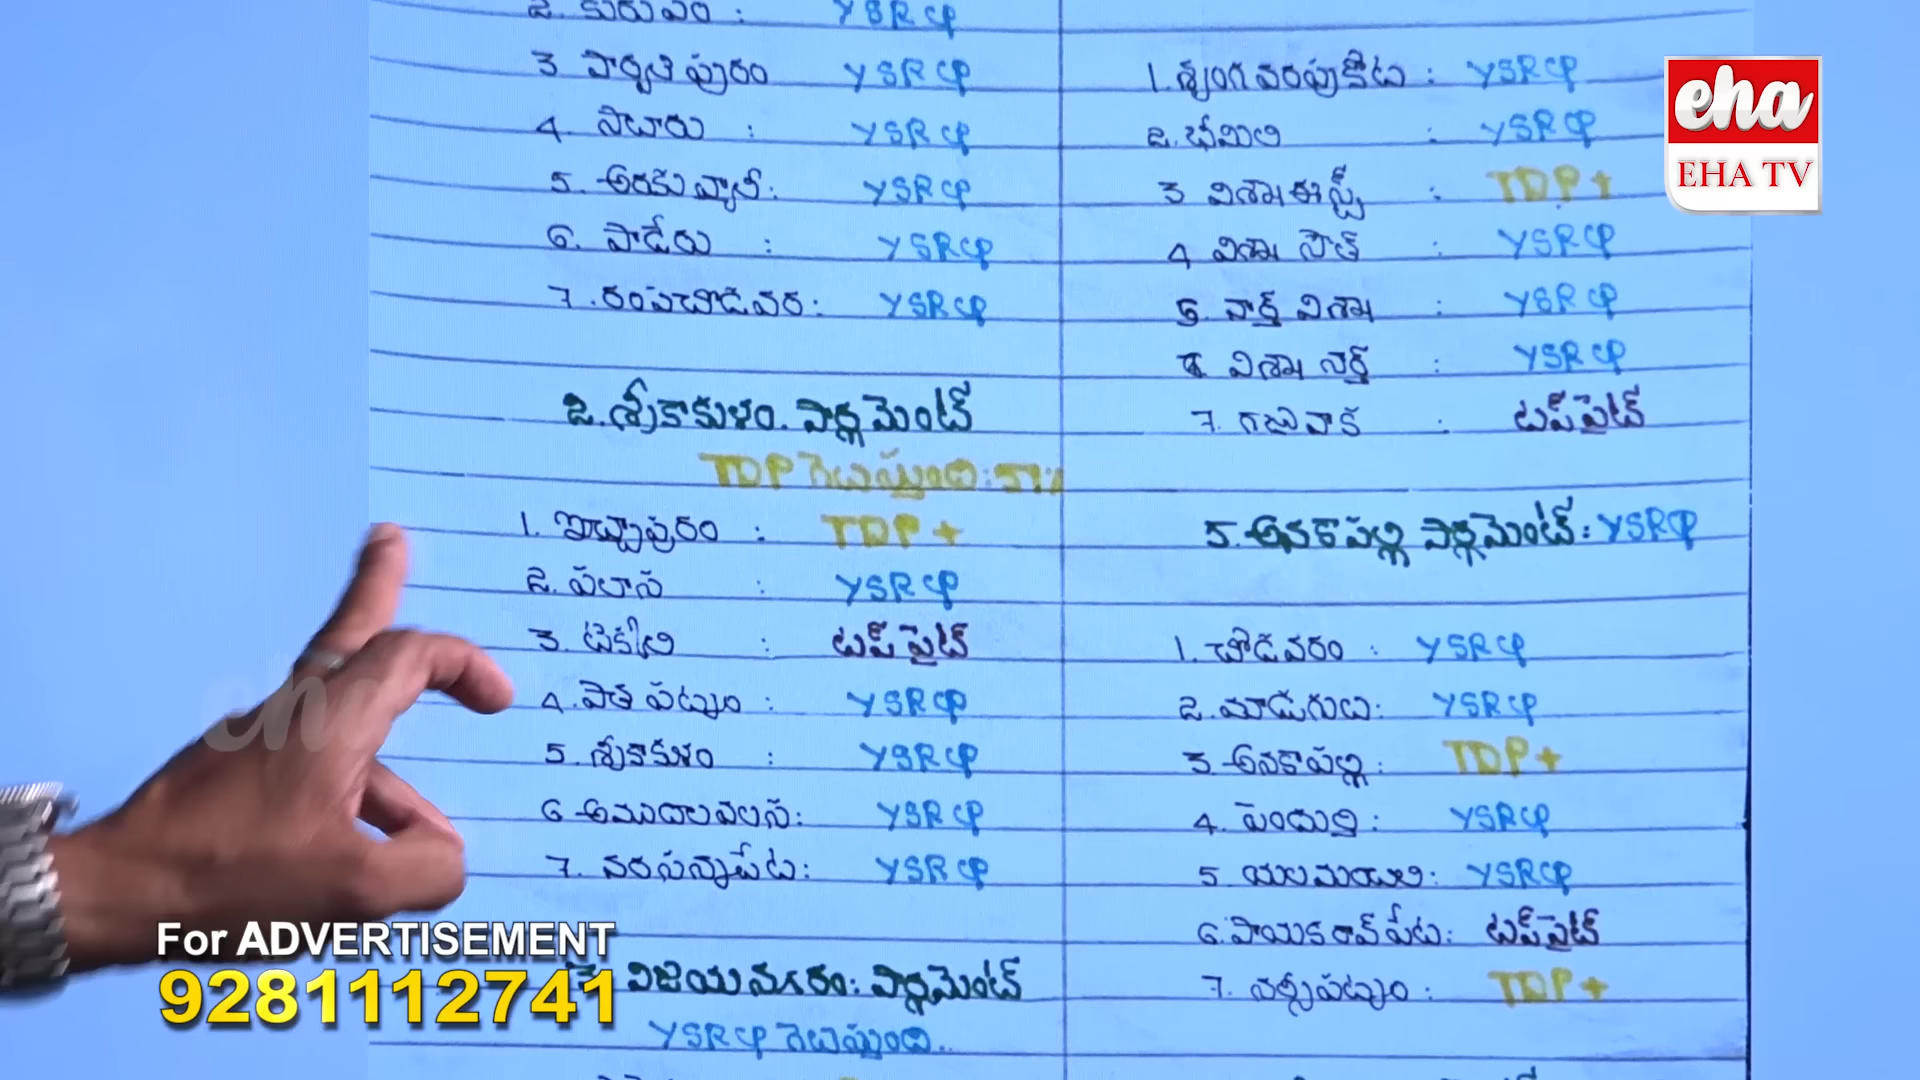 2. కురుపం : YSRCP
3 పార్వతీపురం YSRCP
4. సాలూరు : YSRCP
5. అరకు వ్యాలీ: YSRCP
6. పాడేరు : YSRCP
7. రంపచోడవర: YSRCP
2. శ్రీకాకుళం. పార్లమెంట్
TDP గెలుస్తుంది:
1. ఇచ్చాపురం : TDP +
2. పలాస : YSRCP
3. టెక్కలి : టఫ్ ఫైట్
4. పాతపట్నం : YSRCP
5. శ్రీకాకుళం : YSRCP
6 ఆముదాలవలస: YSRCP
7. నరసన్నపేట: YSRCP
విజయనగరం: పార్లమెంట్
YSRCP గెలుస్తుంది..
1. శృంగవరపుకోట : YSRCP
2. భీమిలి : YSRCP
3 విశాఖ ఈస్ట్ : TDP +
4 విశాఖ సౌత్ : YSRCP
5. నార్త్ విశాఖ : YSRCP
విశాఖ నార్త్ : YSRCP
7. గాజువాక : టఫ్ ఫైట్
5. అనకాపల్లి పార్లమెంట్: YSRCP
1. చోడవరం : YSRCP
2. మాడుగుల: YSRCP
3. అనకాపల్లి: TDP +
4. పెందుర్తి: YSRCP
5. యలమంచిలి: YSRCP
6. పాయకరావ్ పేట: టఫ్ ఫైట్
7. నర్సీపట్నం : TDP +
eha
EHA TV
eha
For ADVERTISEMENT
9281112741